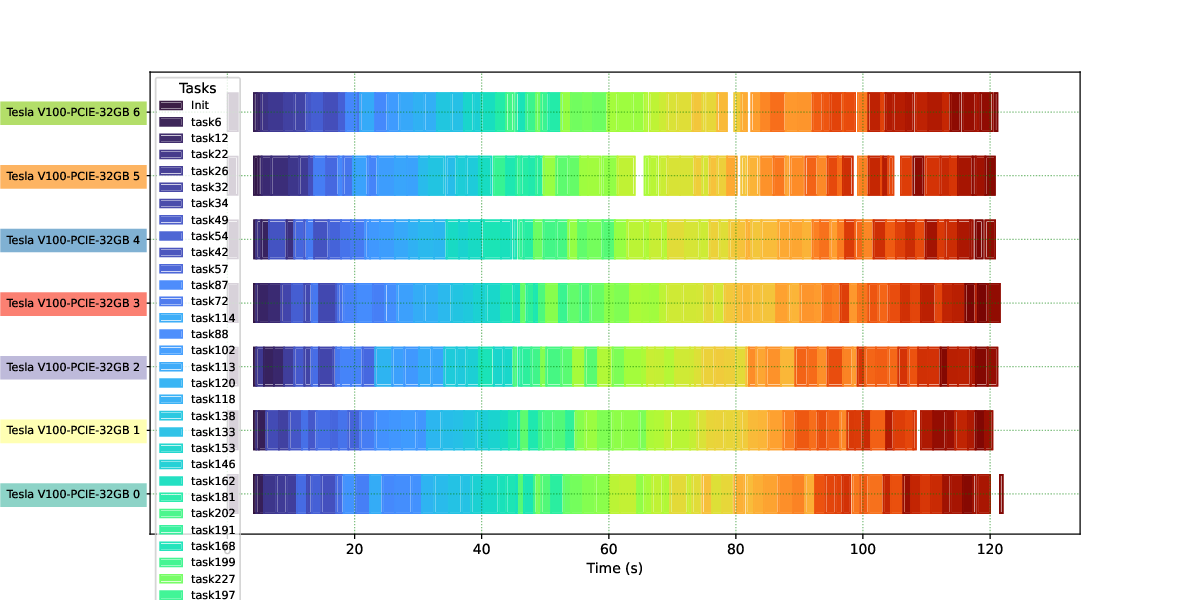 Tesla V100-PCIE-32GB 6
Tesla V100-PCIE-32GB 5
Tesla V100-PCIE-32GB 4
Tesla V100-PCIE-32GB 3
Tesla V100-PCIE-32GB 2
Tesla V100-PCIE-32GB 1
Tesla V100-PCIE-32GB 0
Tasks
Init
task6
task12
task22
task26
task32
task34
task49
task54
task42
task57
task87
task72
task114
task88
task102
task113
task120
task118
task138
task133
task153
task146
task162
task181
task202
task191
task168
task199
task227
task197
20 40 60 80 100 120
Time (s)